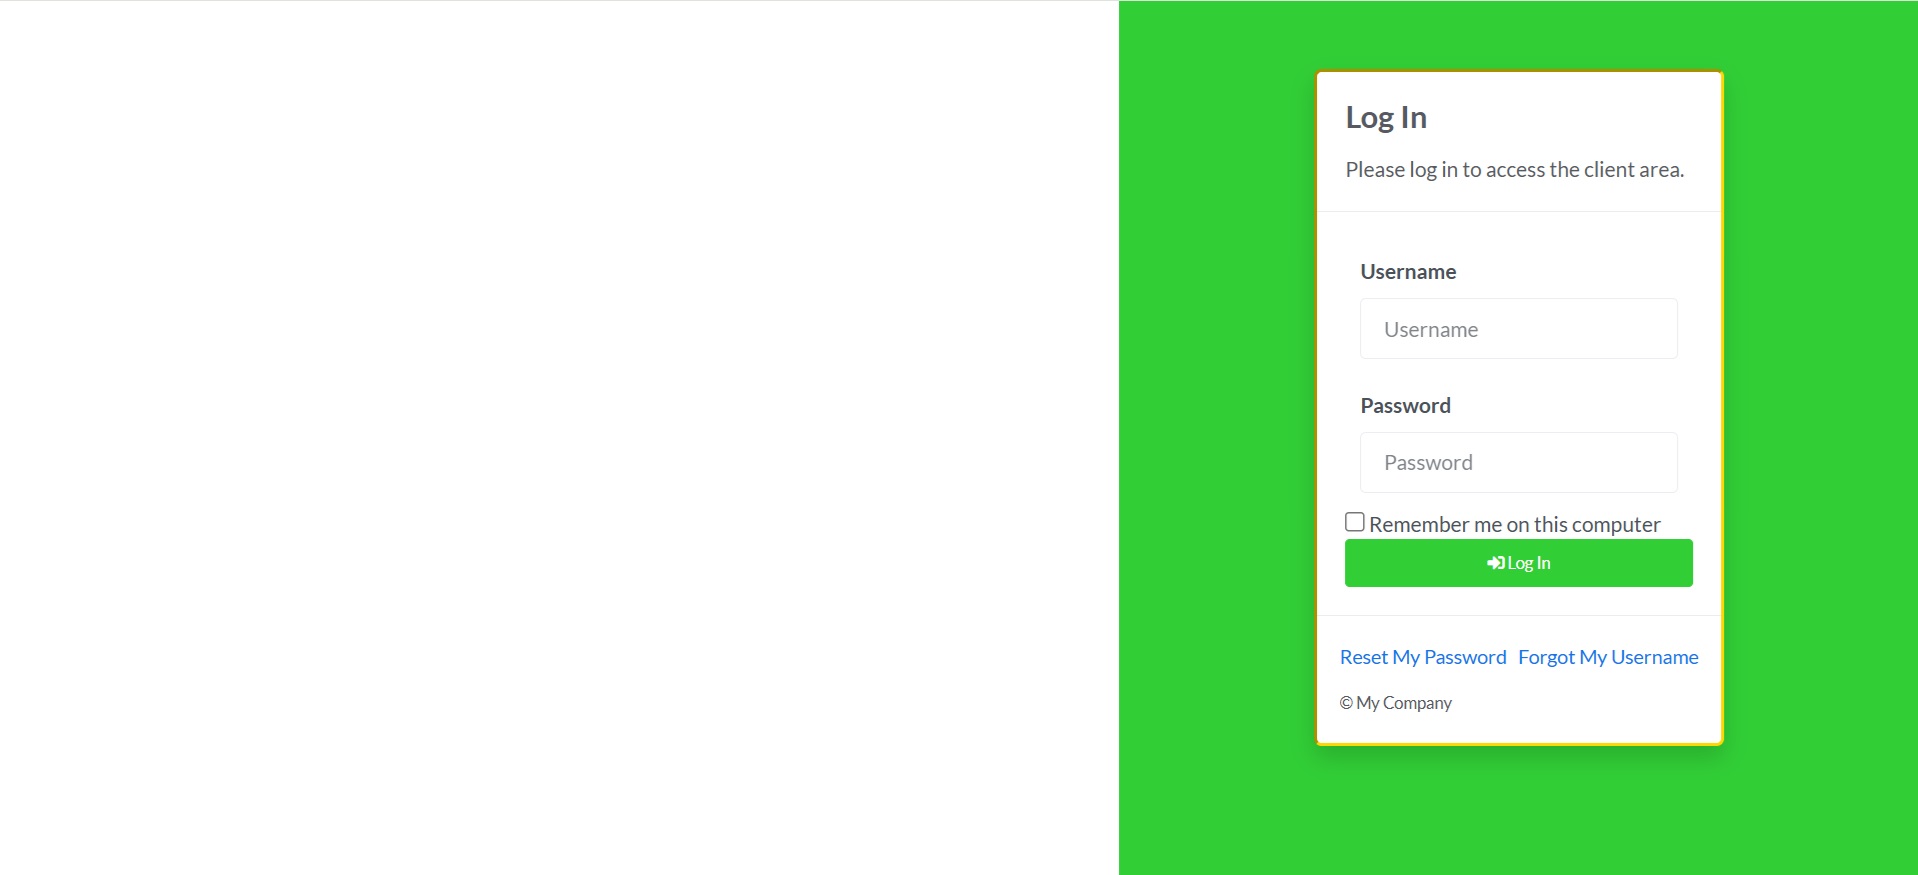 Log In
Please log in to access the client area.
Username
Username
Password
Password
Remember me on this computer
Log In
Reset My Password Forgot My Username
© My Company